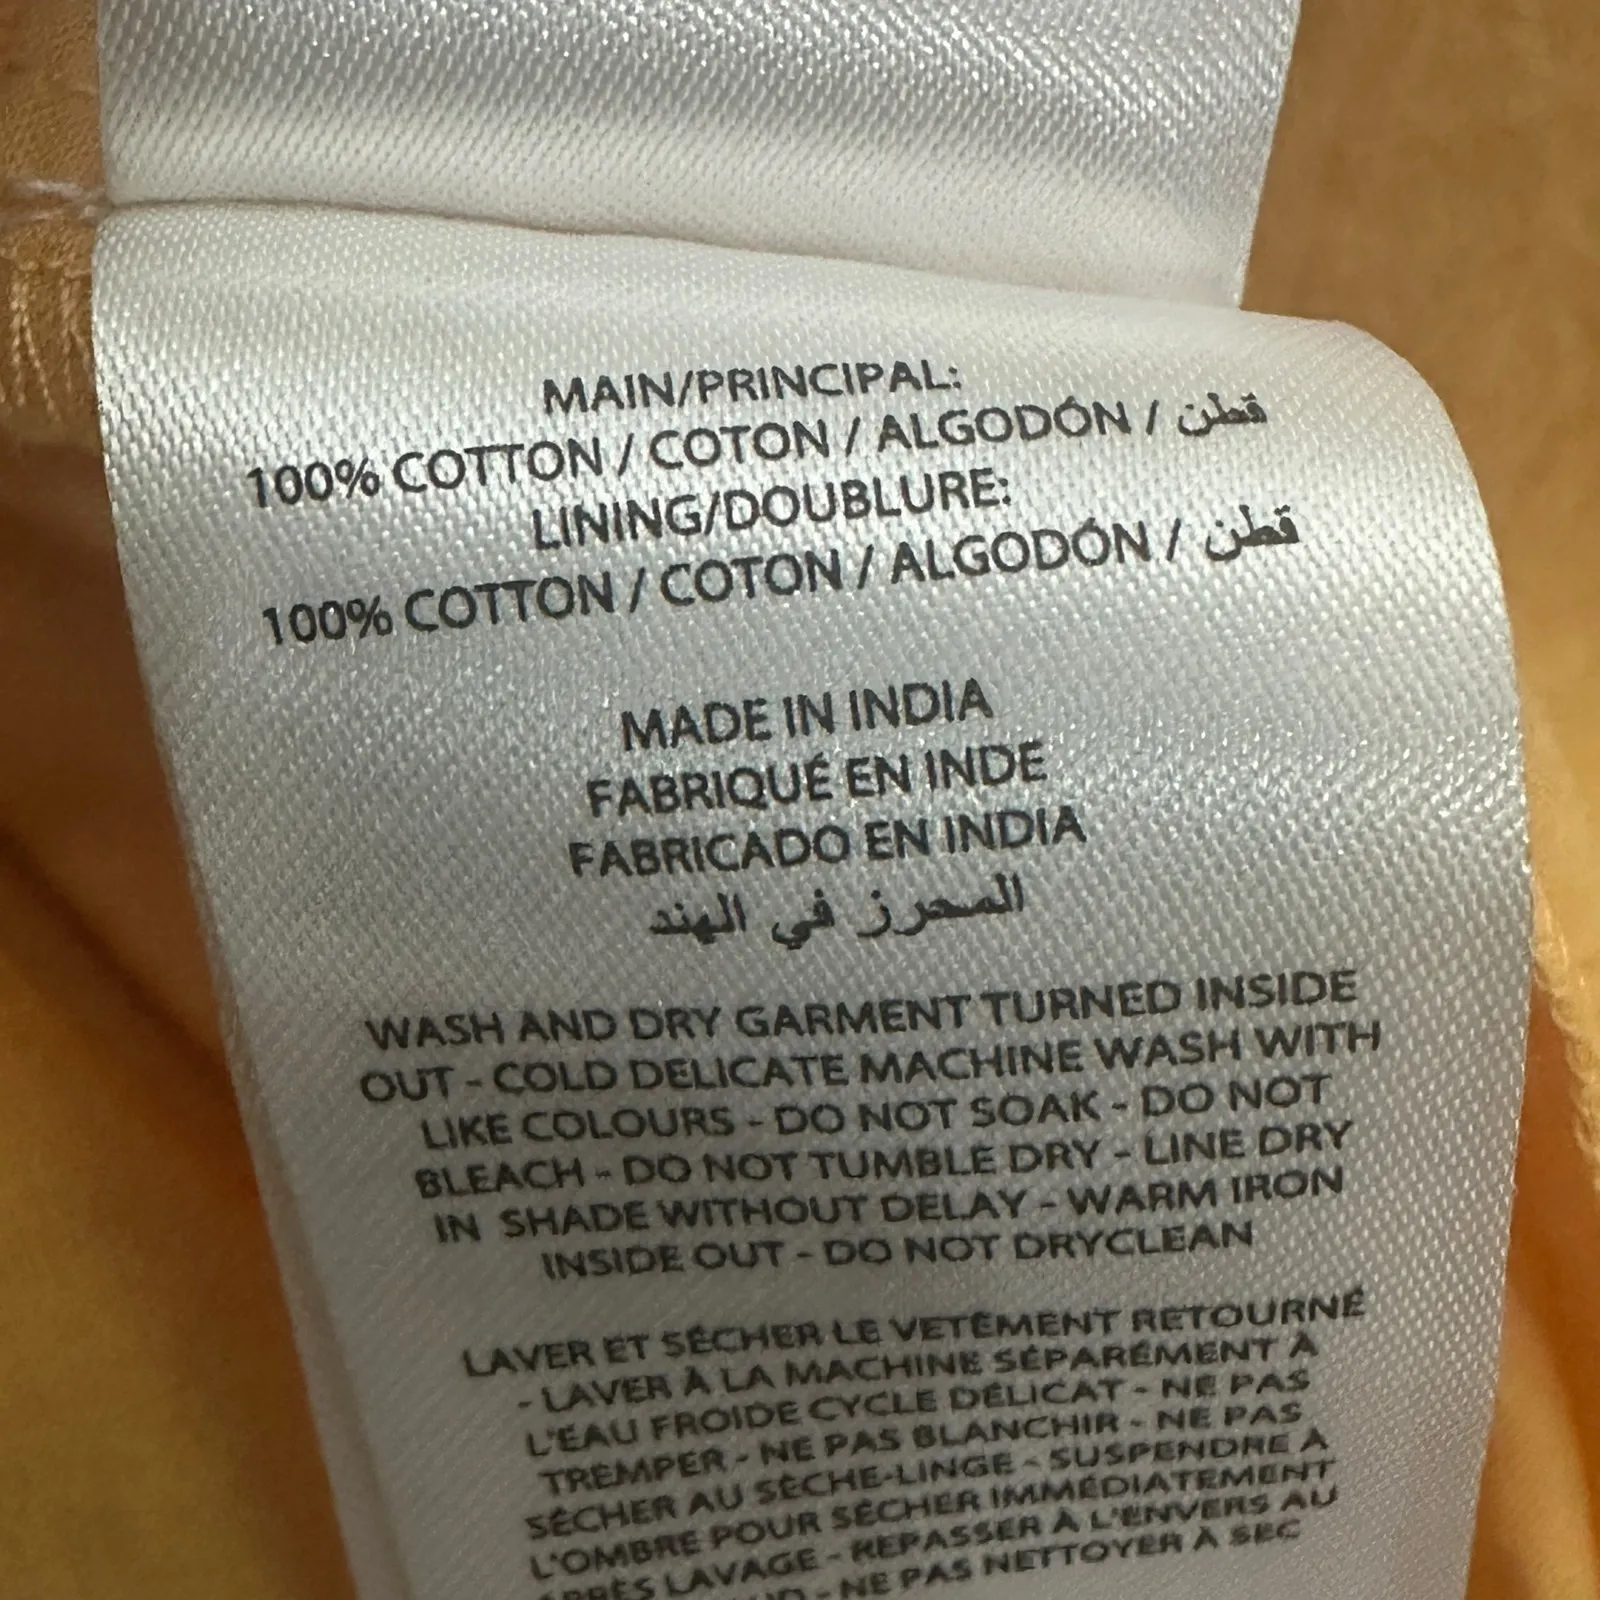 MAIN/PRINCIPAL:
100% COTTON / COTON / ALGODÓN / قطن
LINING/DOUBLURE:
100% COTTON / COTON / ALGODÓN / قطن
MADE IN INDIA
FABRIQUÉ EN INDE
FABRICADO EN INDIA
المحرز في الهند
WASH AND DRY GARMENT TURNED INSIDE
OUT - COLD DELICATE MACHINE WASH WITH
LIKE COLOURS - DO NOT SOAK - DO NOT
BLEACH - DO NOT TUMBLE DRY - LINE DRY
IN SHADE WITHOUT DELAY - WARM IRON
INSIDE OUT - DO NOT DRYCLEAN
LAVER ET SÉCHER LE VETÊMENT RETOURNÉ
- LAVER À LA MACHINE SÉPARÉMENT À
L'EAU FROIDE CYCLE DÉLICAT - NE PAS
TREMPER - NE PAS BLANCHIR - NE PAS
SÉCHER AU SÈCHE-LINGE - SUSPENDRE À
L'OMBRE POUR SÉCHER IMMÉDIATEMENT
APRÈS LAVAGE - REPASSER À L'ENVERS AU
- NE PAS NETTOYER À SEC